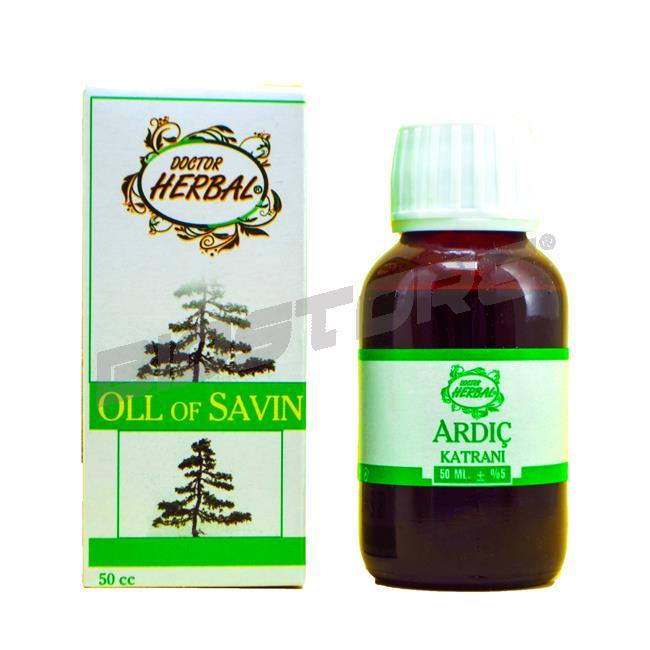 DOCTOR
HERBAL®
OLL OF SAVIN
50 cc
DOCTOR
HERBAL
ARDIÇ
KATRANI
50 ML. ± %5